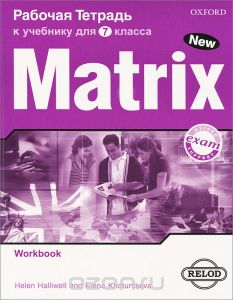 Рабочая Тетрадь
OXFORD
к учебнику для 7 класса
New
Matrix
exam
Workbook
RELOD
Helen Halliwell and Elena Khotuntseva
ozon.ru